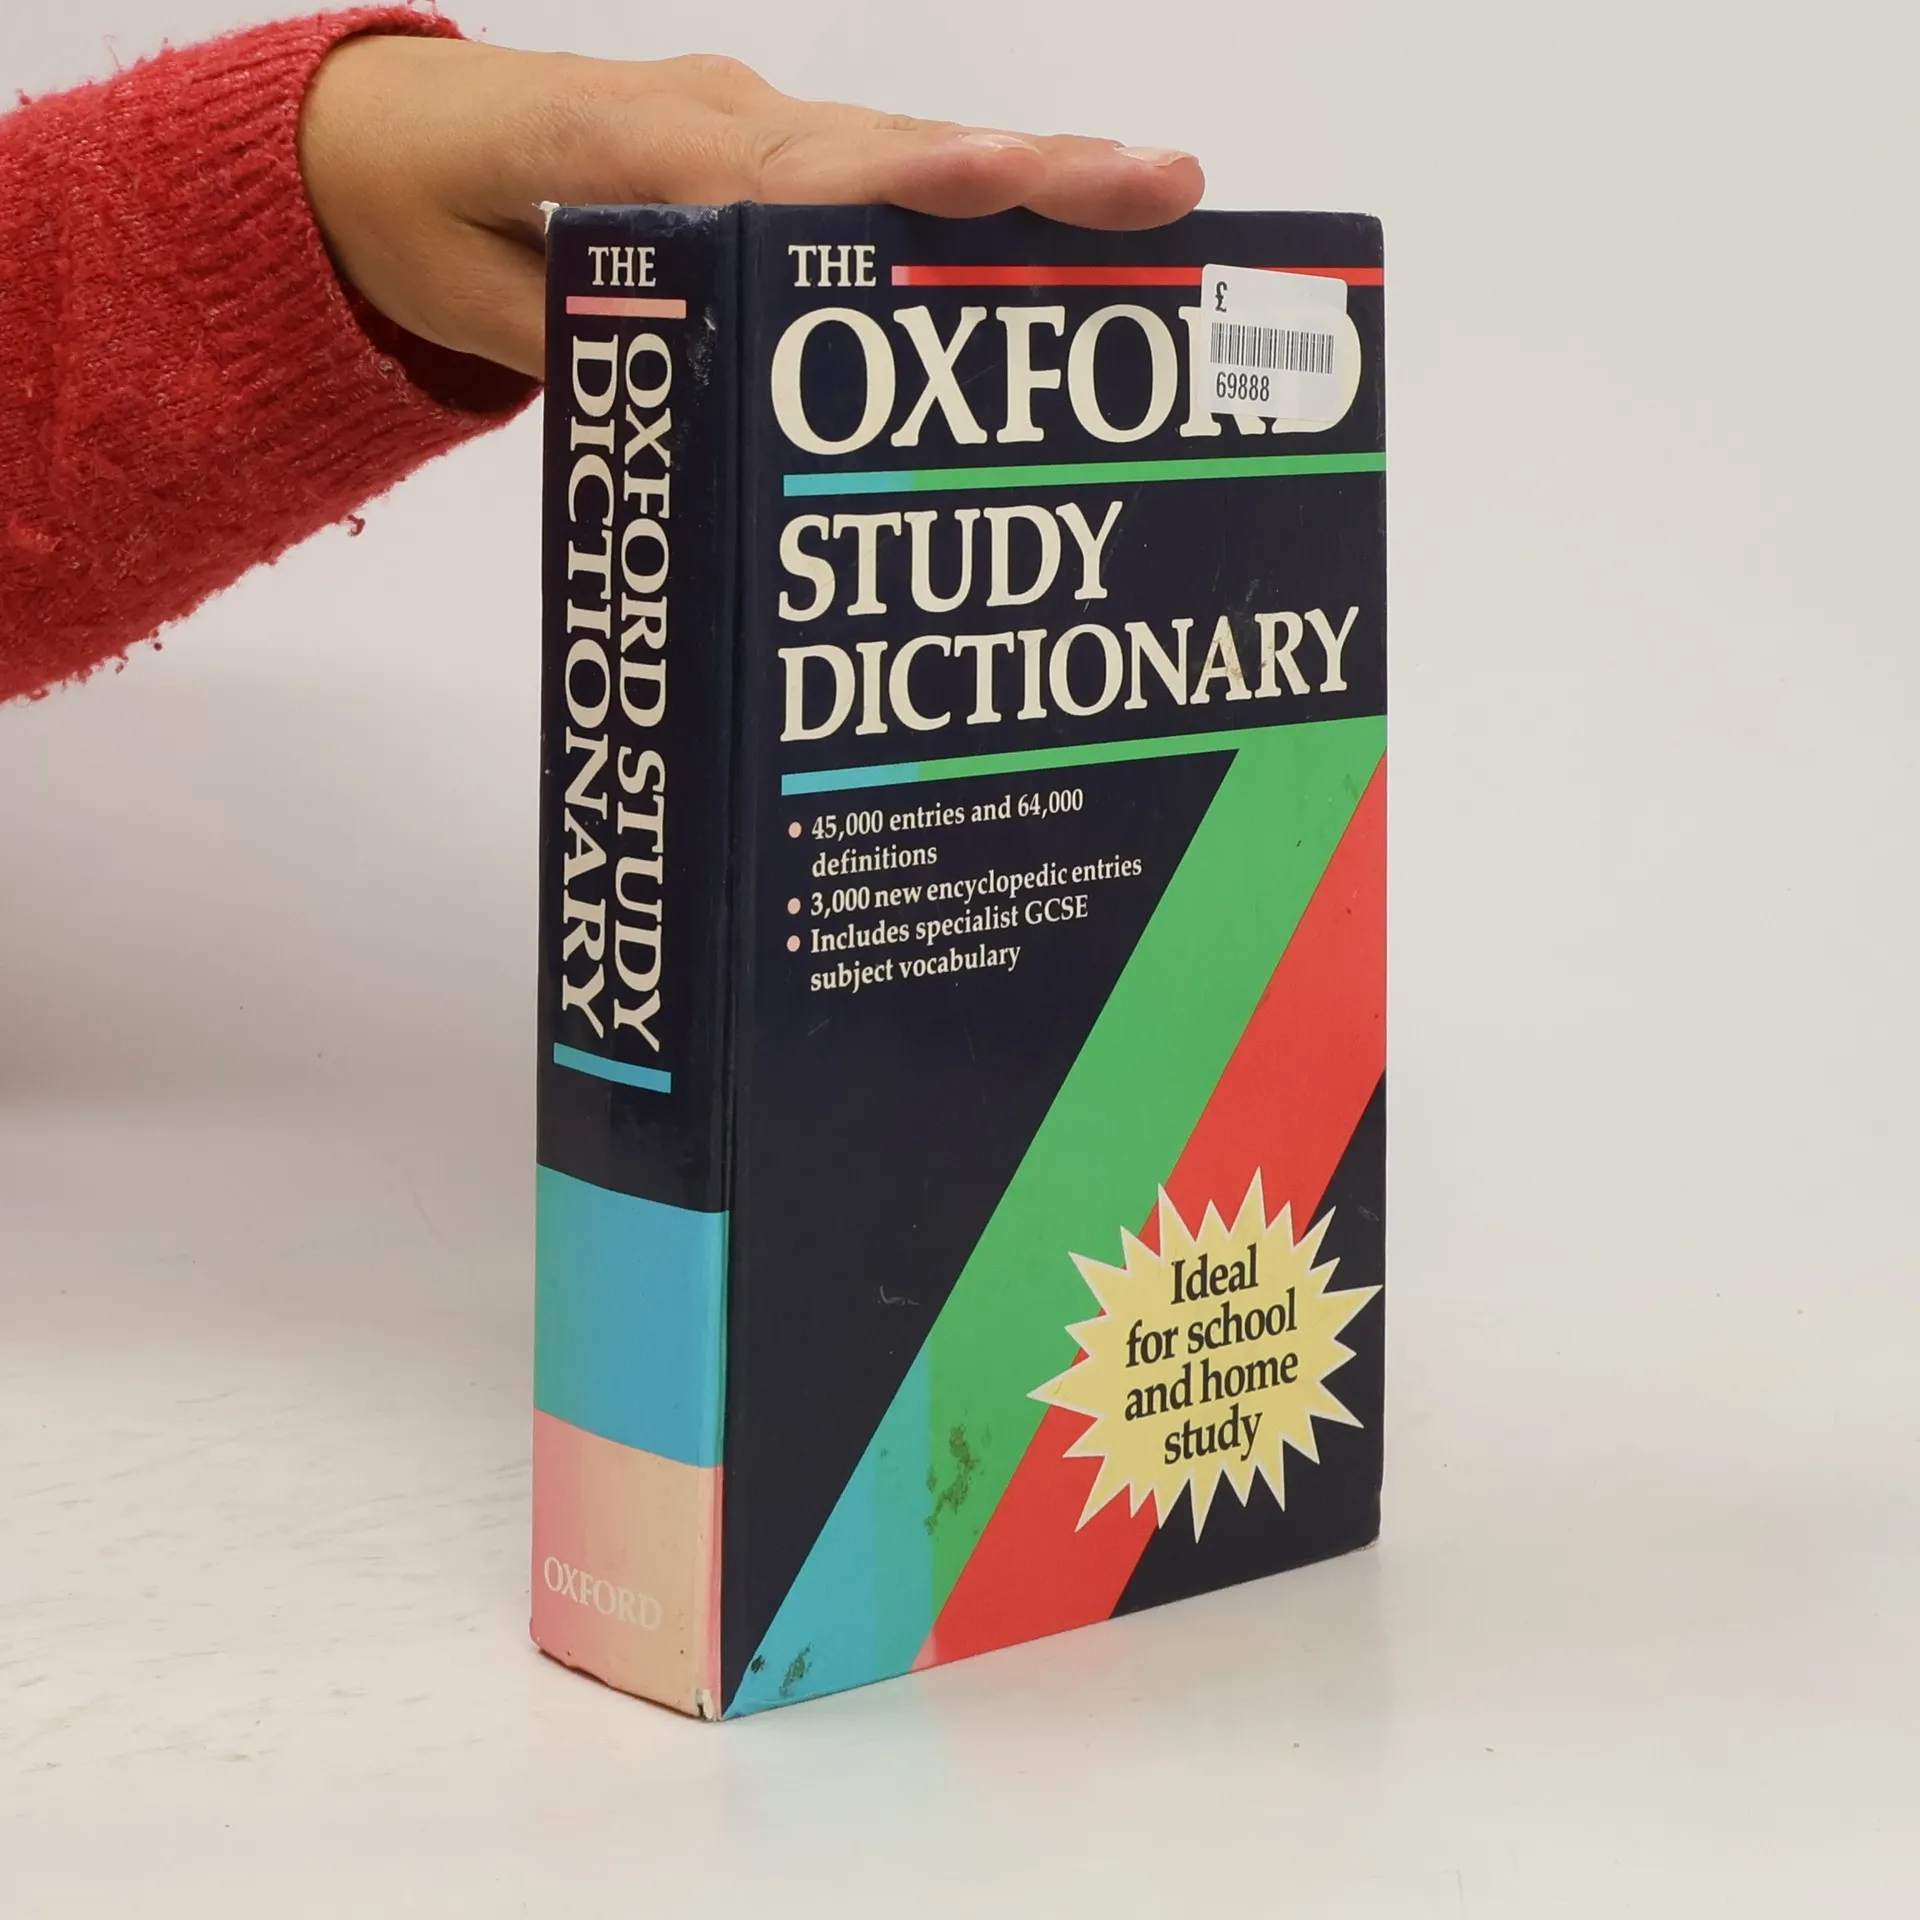 THE
OXFORD STUDY
DICTIONARY
OXFORD
THE
OXFORD
£
69888
STUDY
DICTIONARY
45,000 entries and 64,000
definitions
3,000 new encyclopedic entries
Includes specialist GCSE
subject vocabulary
Ideal
for school
and home
study